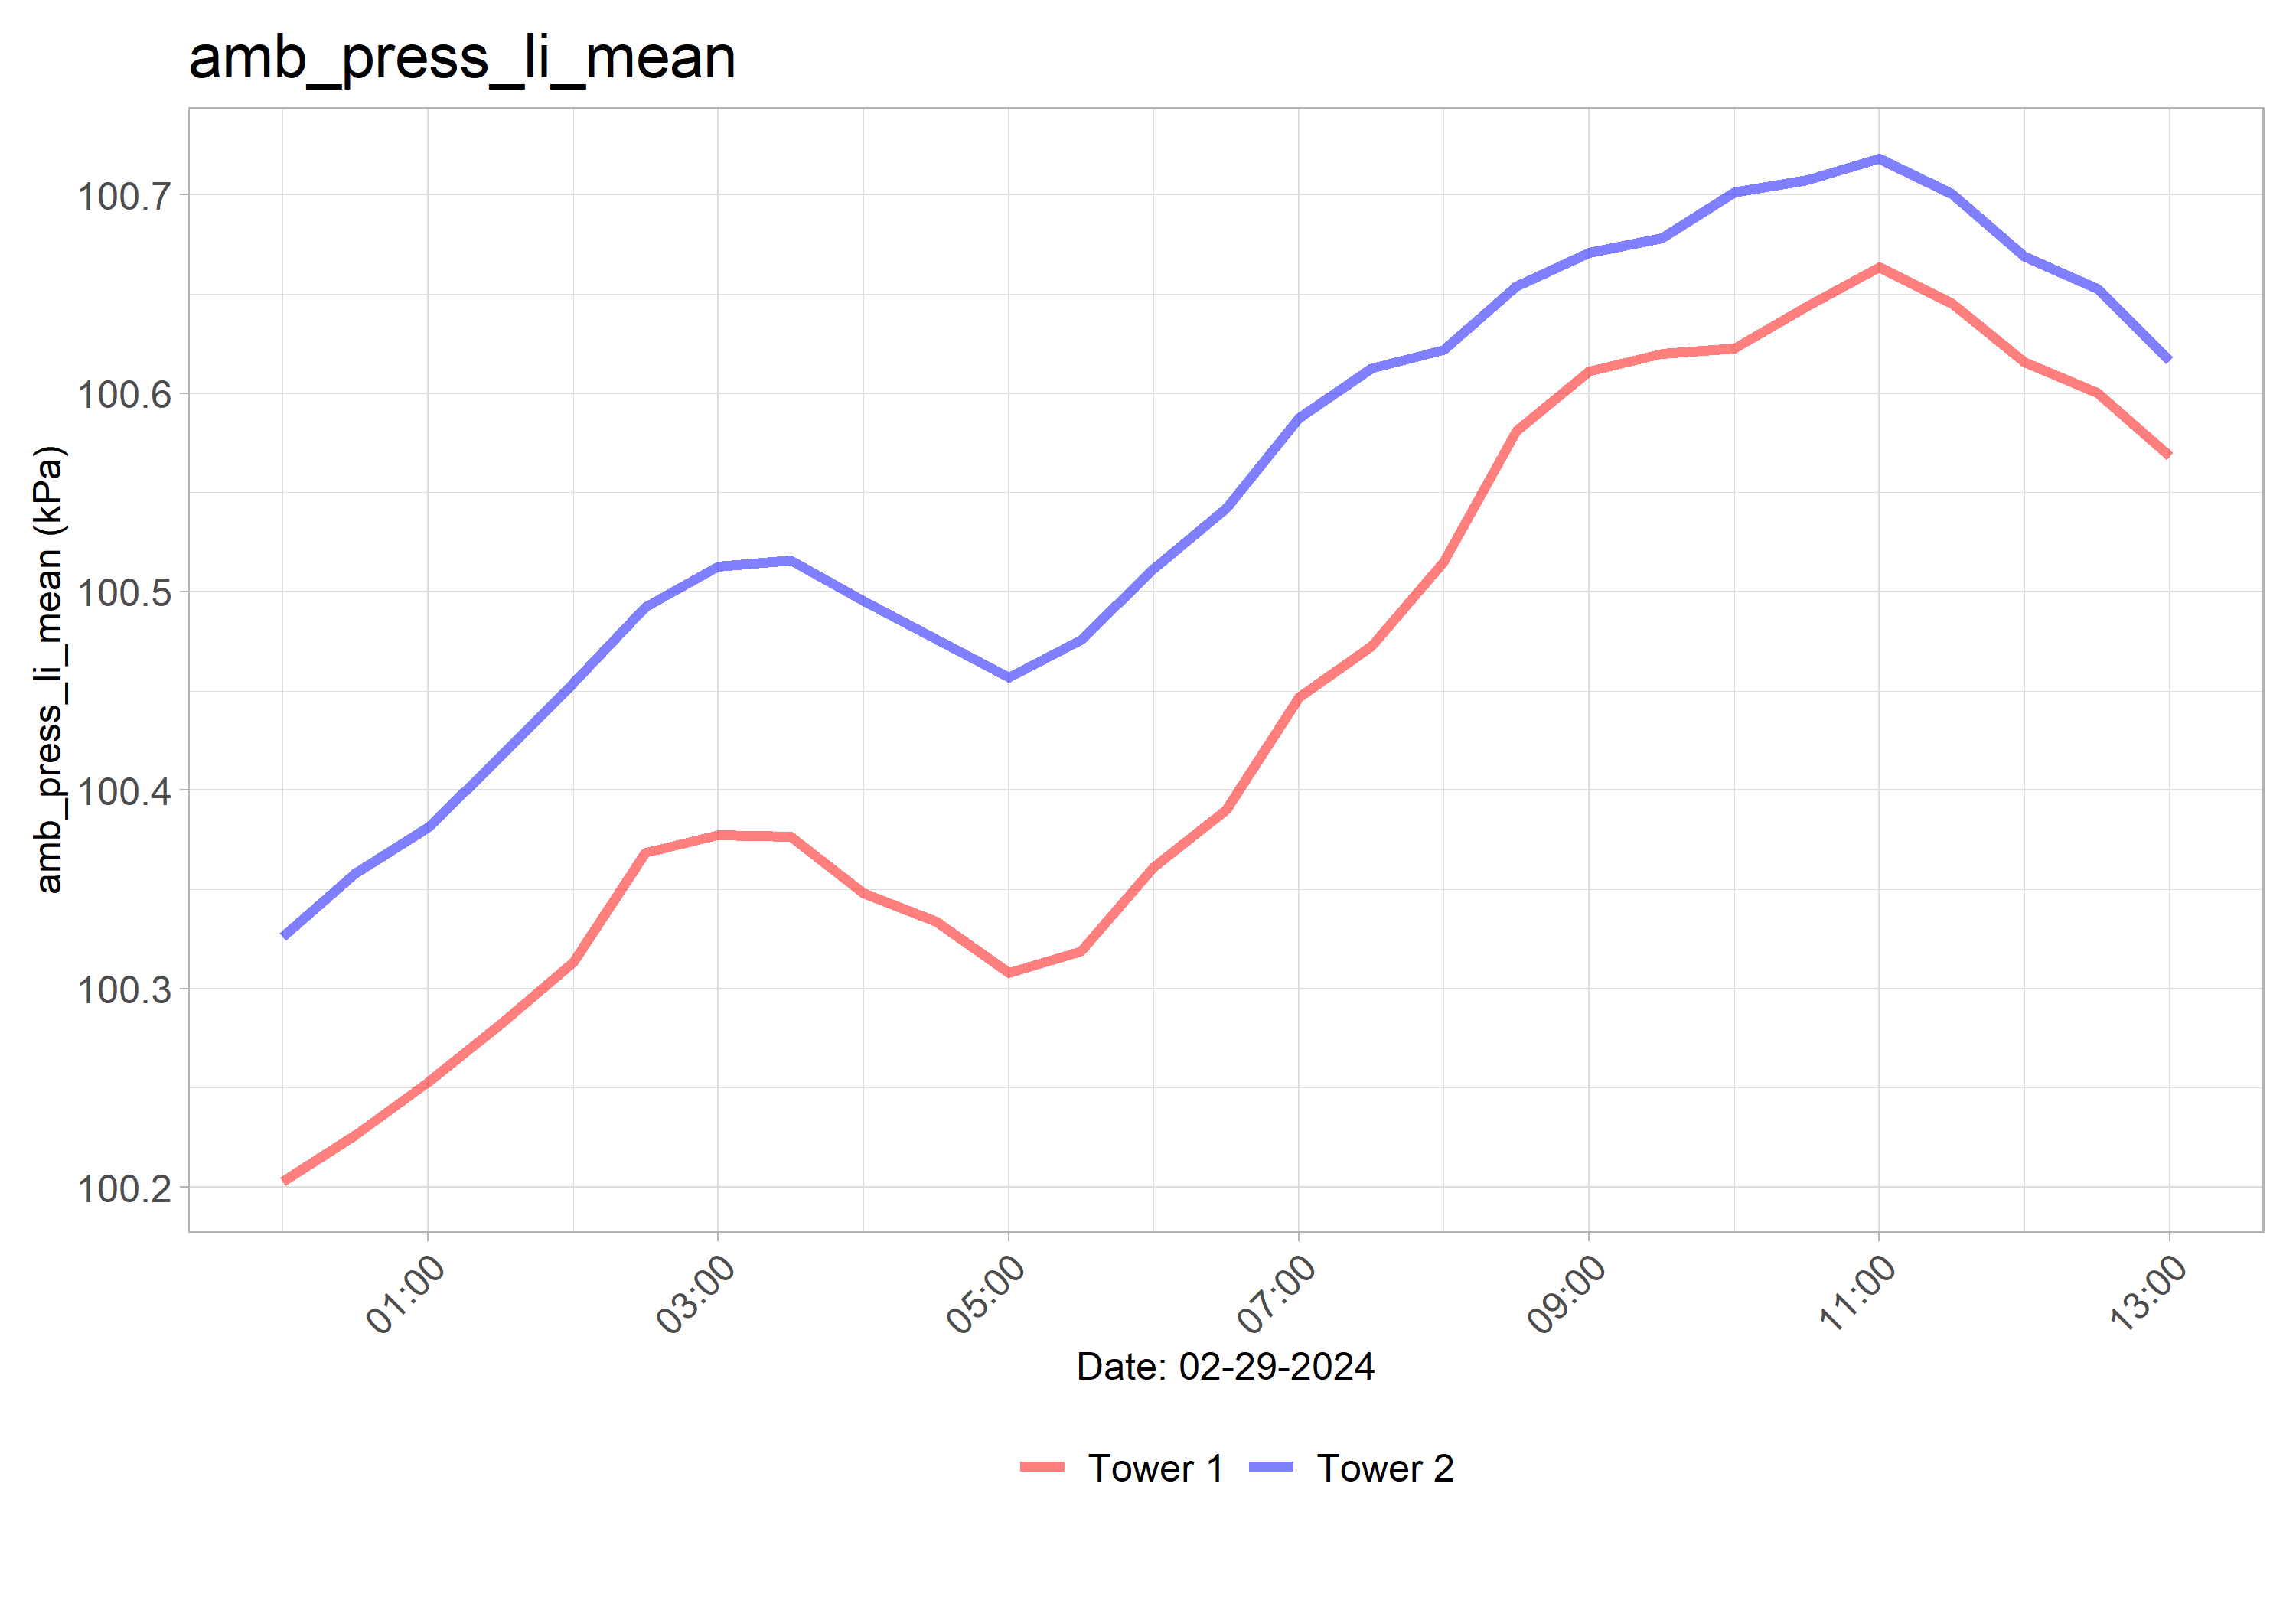 amb_press_li_mean
amb_press_li_mean (kPa)
100.7
100.6
100.5
100.4
100.3
100.2
01:00 03:00 05:00 07:00 09:00 11:00 13:00
Date: 02-29-2024
Tower 1 Tower 2